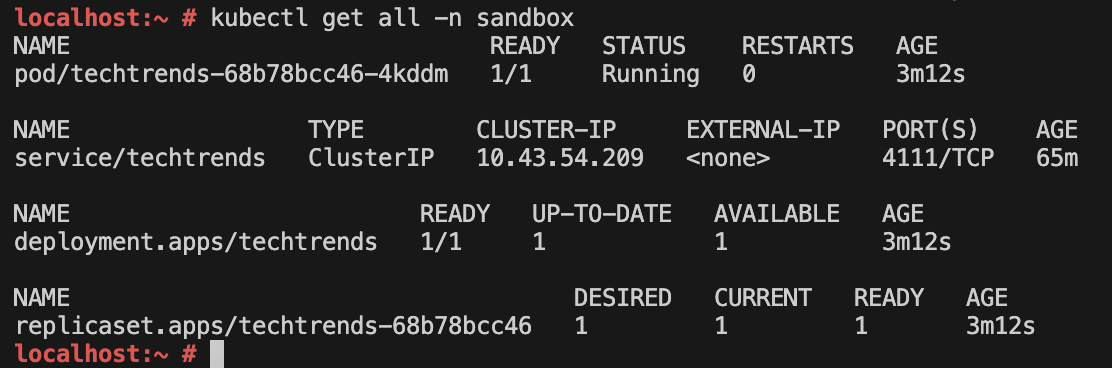 localhost:~ # kubectl get all -n sandbox
NAME                              READY   STATUS    RESTARTS   AGE
pod/techtrends-68b78bcc46-4kddm   1/1     Running   0          3m12s

NAME                 TYPE        CLUSTER-IP     EXTERNAL-IP   PORT(S)    AGE
service/techtrends   ClusterIP   10.43.54.209   <none>        4111/TCP   65m

NAME                         READY   UP-TO-DATE   AVAILABLE   AGE
deployment.apps/techtrends   1/1     1            1           3m12s

NAME                                    DESIRED   CURRENT   READY   AGE
replicaset.apps/techtrends-68b78bcc46   1         1         1       3m12s
localhost:~ #